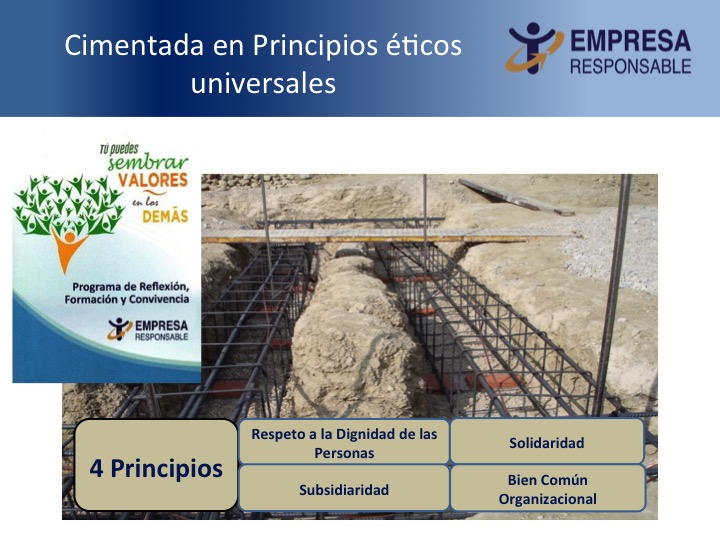 Cimentada en Principios éticos
universales
EMPRESA
RESPONSABLE
Tú puedes
sembrar
VALORES
en los
DEMÁS
Programa de Reflexión,
Formación y Convivencia
EMPRESA
RESPONSABLE
4 Principios
Respeto a la Dignidad de las
Personas
Solidaridad
Subsidiaridad
Bien Común
Organizacional